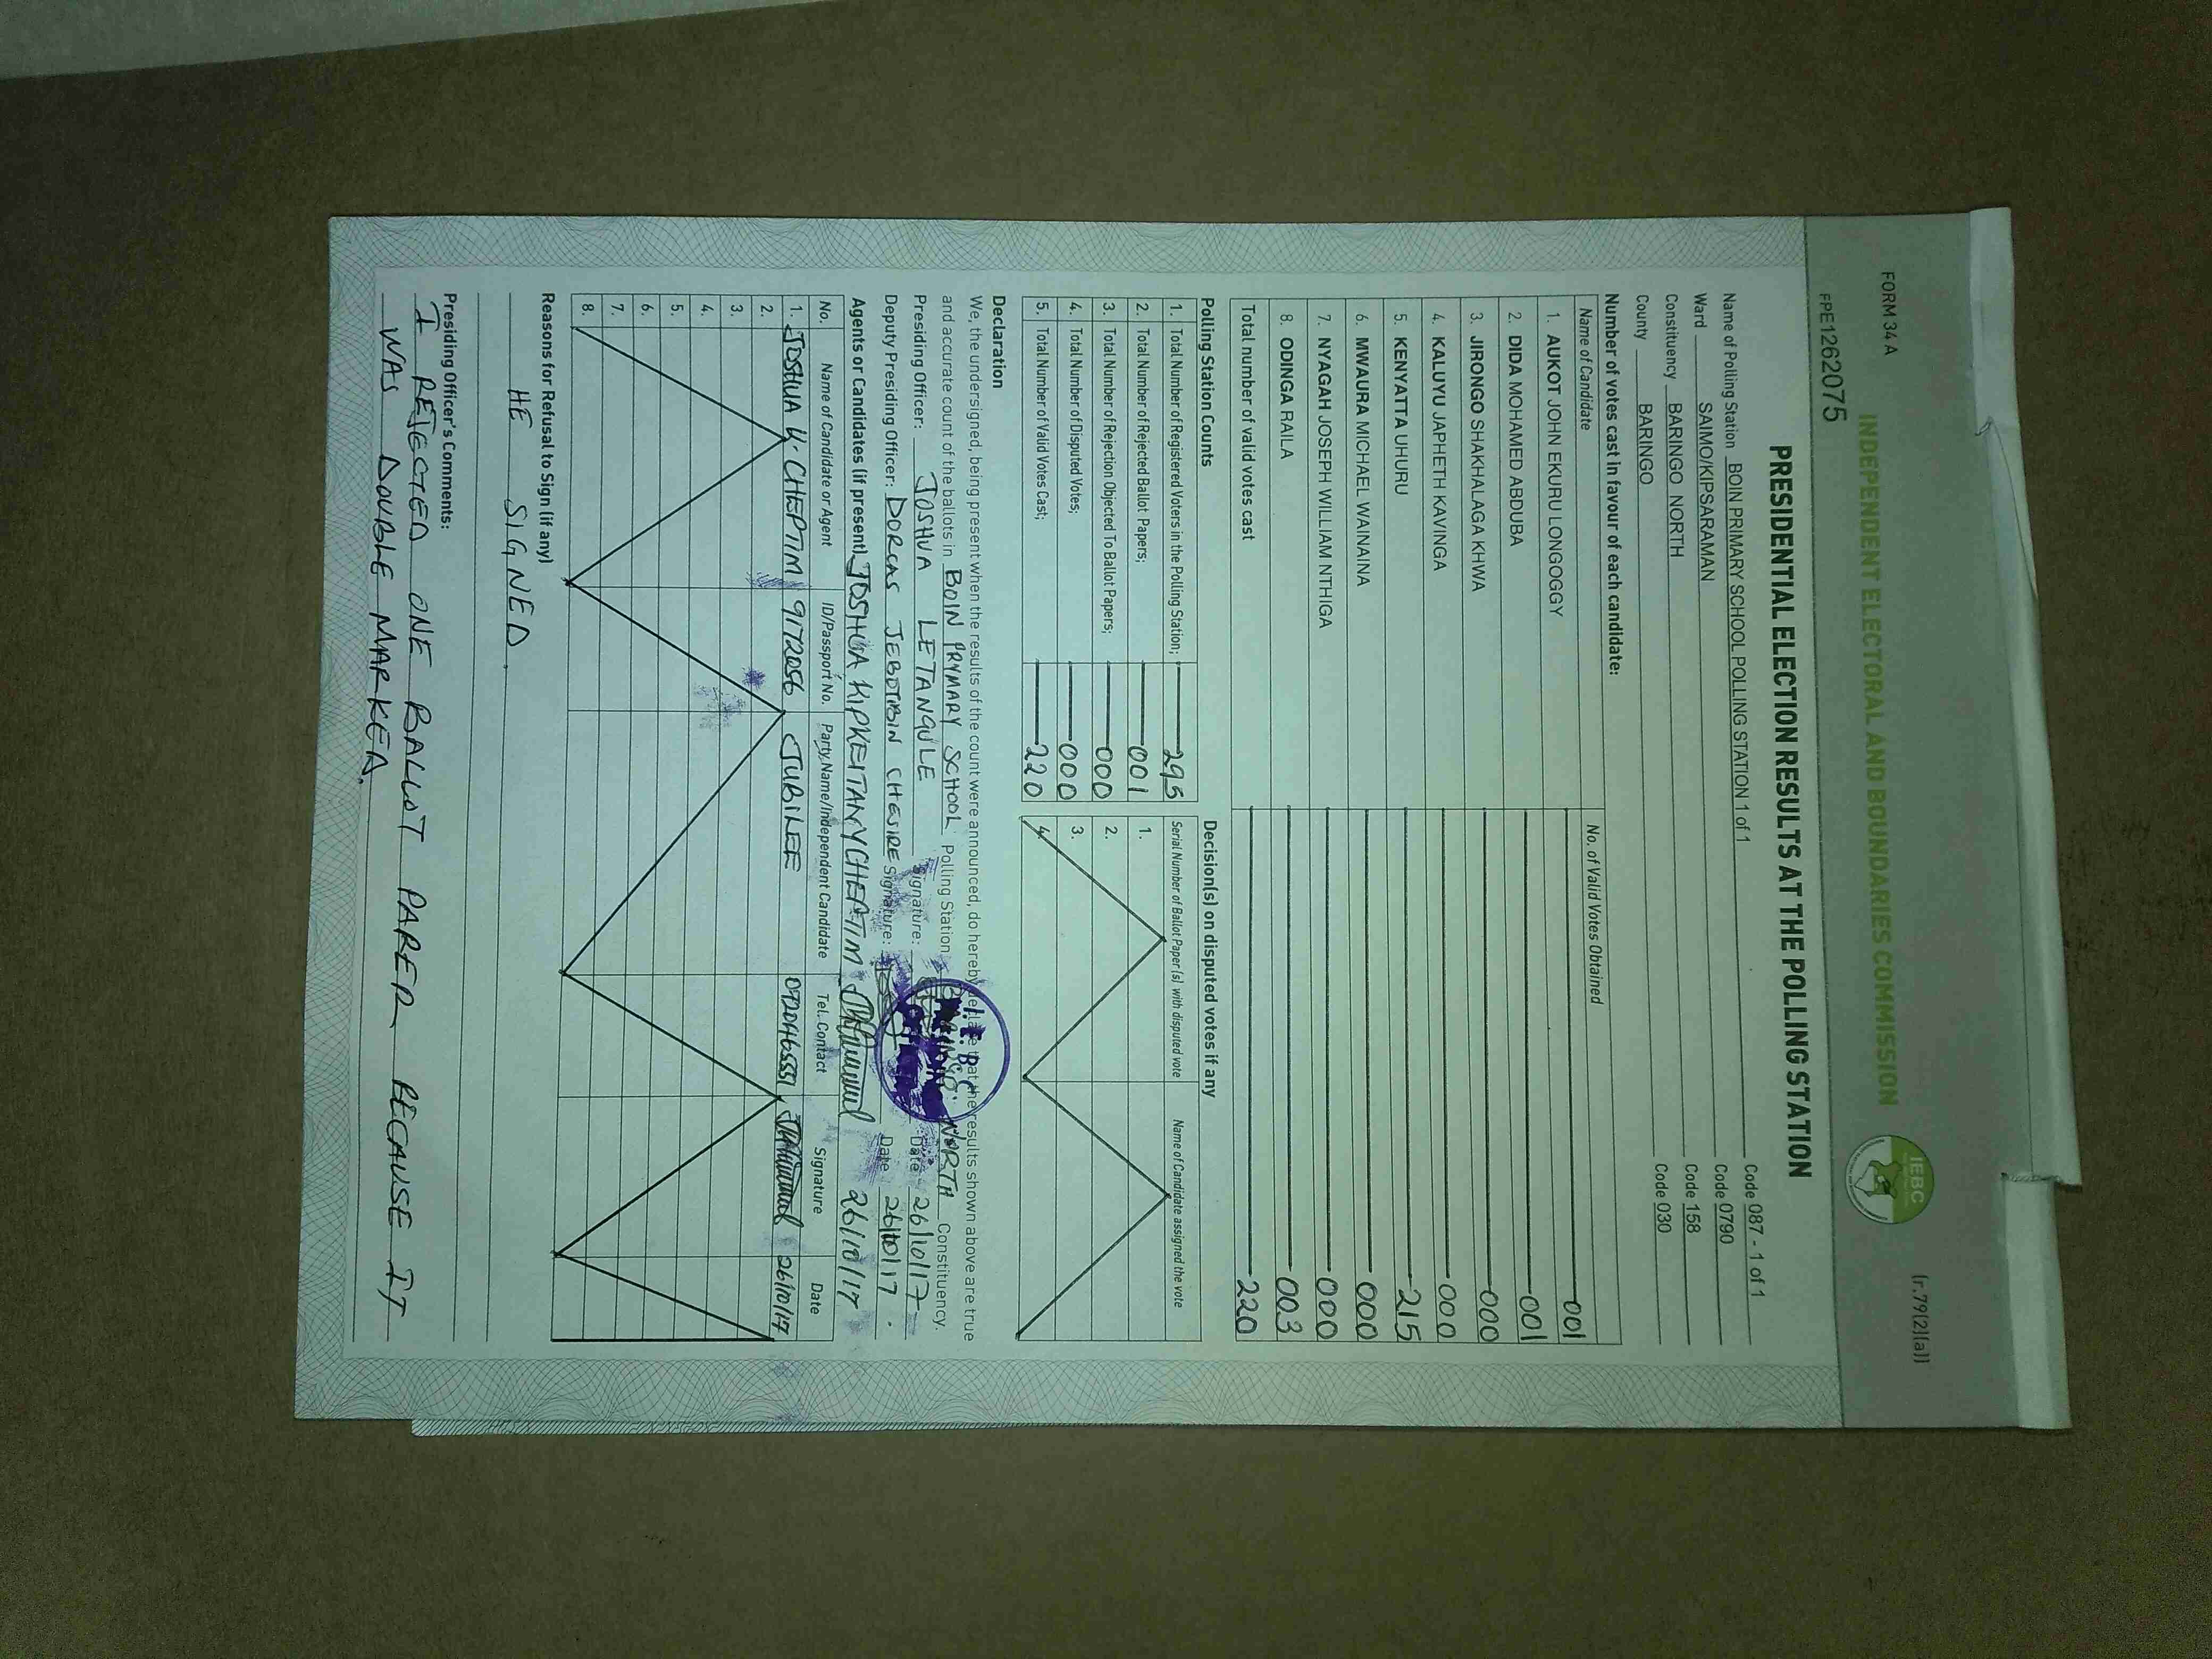 FORM 34 A
(r.79(2)(a))
INDEPENDENT ELECTORAL AND BOUNDARIES COMMISSION
IEBC
FPE1262075
PRESIDENTIAL ELECTION RESULTS AT THE POLLING STATION
Name of Polling Station BOIN PRIMARY SCHOOL POLLING STATION 1 of 1 Code 087 - 1 of 1
Ward SAIMO/KIPSARAMAN Code 0790
Constituency BARINGO NORTH Code 158
County BARINGO Code 030
Number of votes cast in favour of each candidate:
Name of Candidate No. of Valid Votes Obtained
1. AUKOT JOHN EKURU LONGOGGY 001
2. DIDA MOHAMED ABDUBA 001
3. JIRONGO SHAKHALAGA KHWA 000
4. KALUYU JAPHETH KAVINGA 000
5. KENYATTA UHURU 215
6. MWAURA MICHAEL WAINAINA 000
7. NYAGAH JOSEPH WILLIAM NTHIGA 000
8. ODINGA RAILA 003
Total number of valid votes cast 220
Polling Station Counts Decision(s) on disputed votes if any
1. Total Number of Registered Voters in the Polling Station; 295 Serial Number of Ballot Paper (s) with disputed vote Name of Candidate assigned the vote
2. Total Number of Rejected Ballot Papers; 001 1.
3. Total Number of Rejection Objected To Ballot Papers; 000 2.
4. Total Number of Disputed Votes; 000 3.
5. Total Number of Valid Votes Cast; 220 4.
Declaration
We, the undersigned, being present when the results of the count were announced, do hereby declare that the results shown above are true
and accurate count of the ballots in BOIN PRYMARY SCHOOL Polling Station NORTH Constituency.
Presiding Officer: JOSHUA LETANGULE Signature: Date 26/10/17
Deputy Presiding Officer: DORCAS JEBOTIBIN CHESIRE Signature: Date 26/10/17.
I.E.B.C.
Agents or Candidates (if present) JOSHUA KIPKEITANY CHEPTIM 26/10/17
No. Name of Candidate or Agent ID/Passport No. Party Name/Independent Candidate Tel. Contact Signature Date
1. JOSHUA K. CHEPTIM 9172056 JUBILEE 0720465551 26/10/17
2.
3.
4.
5.
6.
7.
8.
Reasons for Refusal to Sign (if any)
HE SIGNED.
Presiding Officer's Comments:
I REJECTED ONE BALLOT PAPER BECAUSE IT
WAS DOUBLE MARKED.